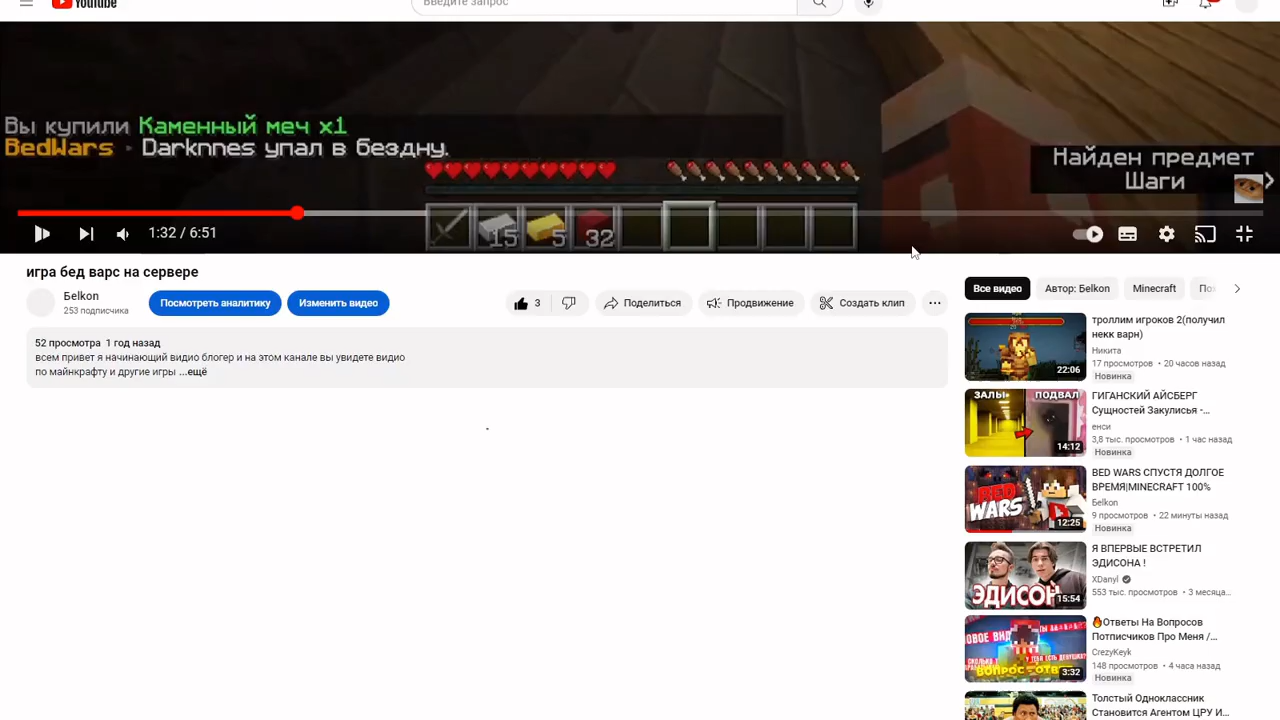 YouTube
Введите запрос
Вы купили Каменный меч x1
BedWars · Darknnes упал в бездну.
Найден предмет
Шаги
15
5
32
1:32 / 6:51
игра бед варс на сервере
Бelkon
253 подписчика
Посмотреть аналитику
Изменить видео
3
Поделиться
Продвижение
Создать клип
52 просмотра 1 год назад
всем привет я начинающий видио блогер и на этом канале вы увидете видио
по майнкрафту и другие игры ...ещё
Все видео
Автор: Бelkon
Minecraft
троллим игроков 2(получил
некк варн)
Никита
17 просмотров • 20 часов назад
Новинка
22:06
ЗАЛЫ
ПОДВАЛ
14:12
ГИГАНСКИЙ АЙСБЕРГ
Сущностей Закулисья -...
енси
3,8 тыс. просмотров • 1 час назад
Новинка
BED
WARS
12:25
BED WARS СПУСТЯ ДОЛГОЕ
ВРЕМЯ|MINECRAFT 100%
Бelkon
9 просмотров • 22 минуты назад
Новинка
ЭДИСОН
15:54
Я ВПЕРВЫЕ ВСТРЕТИЛ
ЭДИСОНА !
XDanyl
553 тыс. просмотров • 3 месяца...
ВОПРОС - ОТВ
3:32
Ответы На Вопросов
Потписчиков Про Меня /...
CrezyKeyk
148 просмотров • 4 часа назад
Новинка
Толстый Одноклассник
Становится Агентом ЦРУ И...